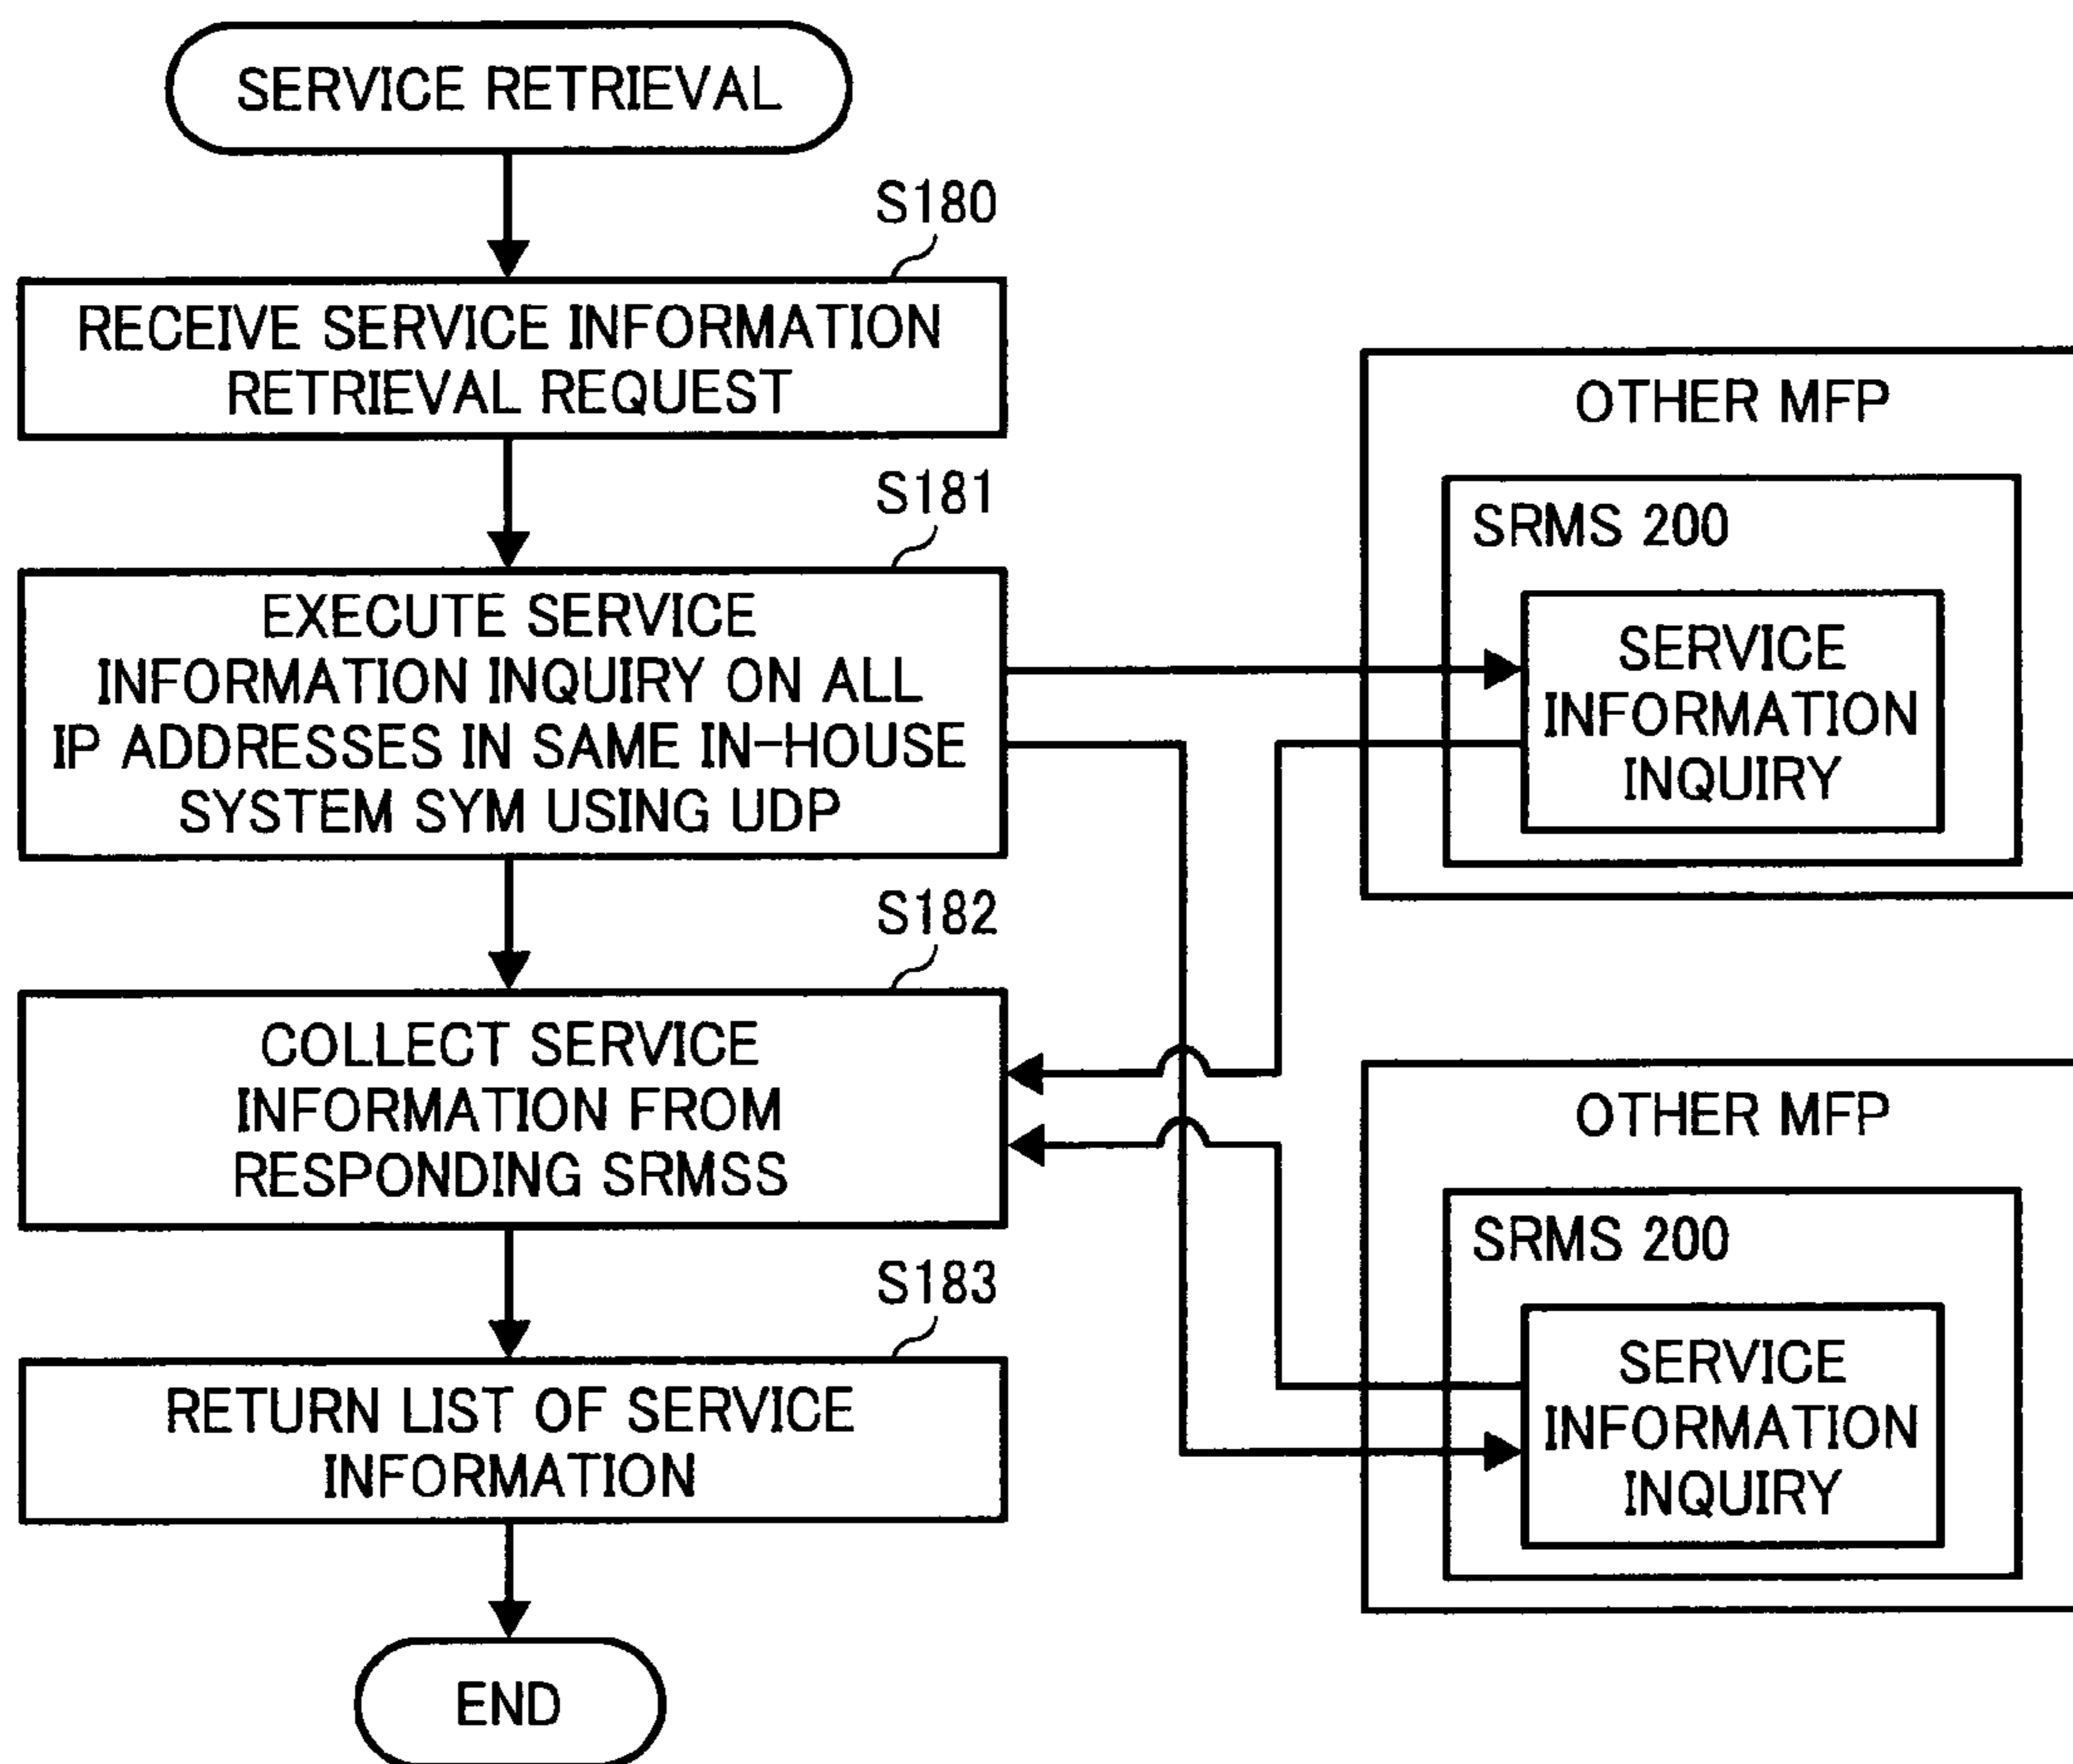 SERVICE RETRIEVAL
S180
RECEIVE SERVICE INFORMATION
RETRIEVAL REQUEST
S181
EXECUTE SERVICE
INFORMATION INQUIRY ON ALL
IP ADDRESSES IN SAME IN-HOUSE
SYSTEM SYM USING UDP
S182
COLLECT SERVICE
INFORMATION FROM
RESPONDING SRMSS
S183
RETURN LIST OF SERVICE
INFORMATION
END
OTHER MFP
SRMS 200
SERVICE
INFORMATION
INQUIRY
OTHER MFP
SRMS 200
SERVICE
INFORMATION
INQUIRY